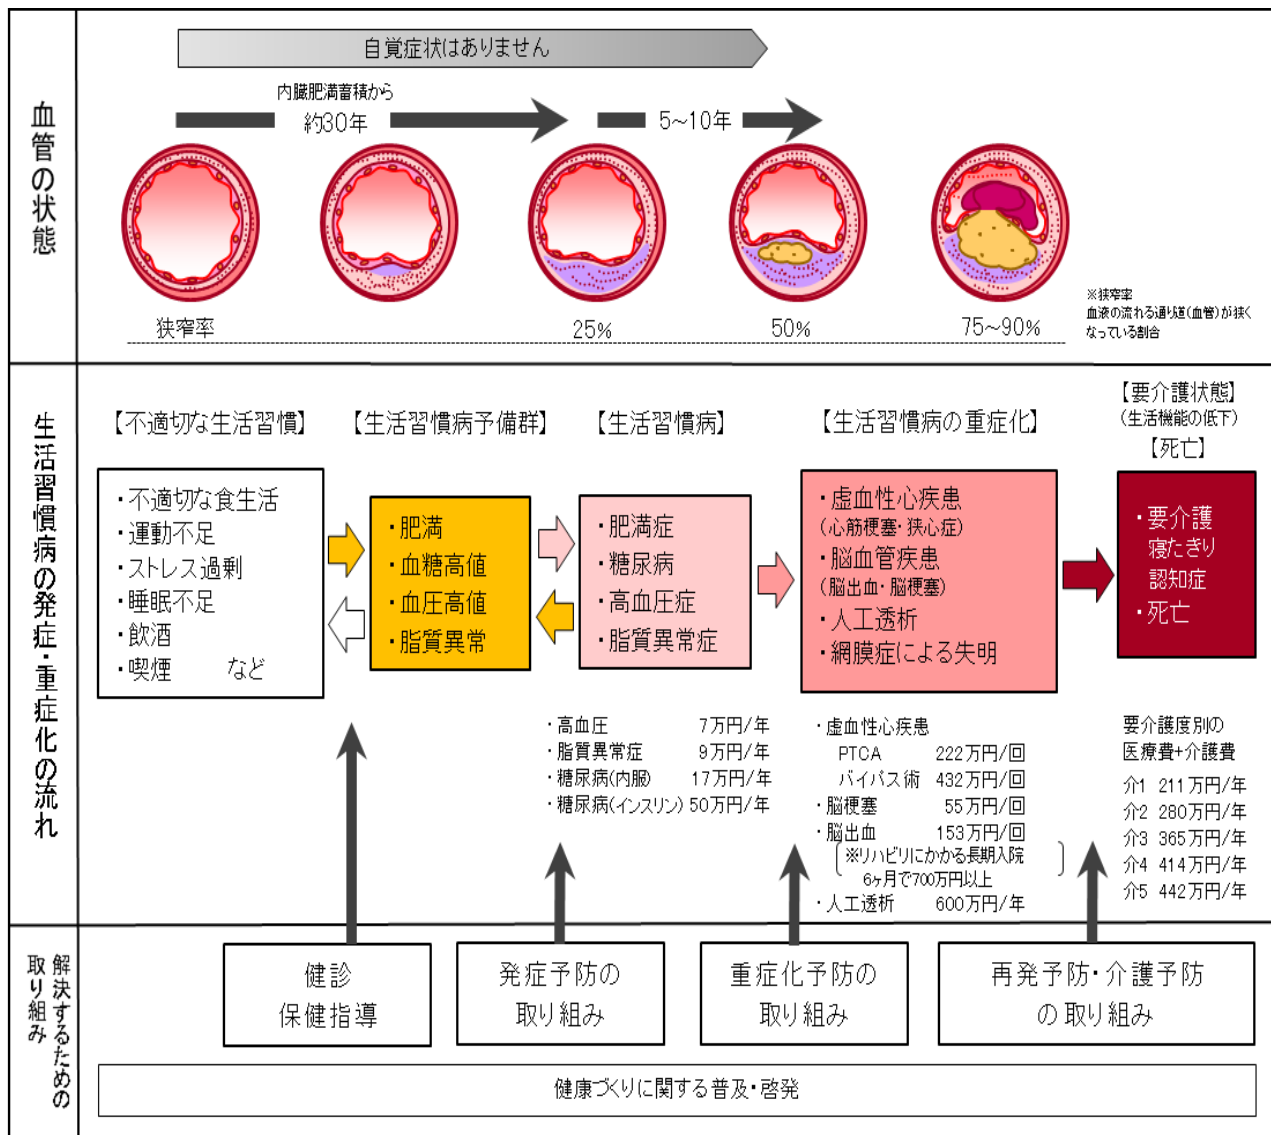 血管の状態
自覚症状はありません
内臓肥満蓄積から
約30年
5～10年
狭窄率
25%
50%
75～90%
※狭窄率
血液の流れる通り道(血管)が狭く
なっている割合
生活習慣病の発症・重症化の流れ
【不適切な生活習慣】
・不適切な食生活
・運動不足
・ストレス過剰
・睡眠不足
・飲酒
・喫煙　　など
【生活習慣病予備群】
・肥満
・血糖高値
・血圧高値
・脂質異常
【生活習慣病】
・肥満症
・糖尿病
・高血圧症
・脂質異常症
【生活習慣病の重症化】
・虚血性心疾患
(心筋梗塞・狭心症)
・脳血管疾患
(脳出血・脳梗塞)
・人工透析
・網膜症による失明
【要介護状態】
(生活機能の低下)
【死亡】
・要介護
寝たきり
認知症
・死亡
・高血圧　7万円/年
・脂質異常症　9万円/年
・糖尿病(内服)　17万円/年
・糖尿病(インスリン)50万円/年
・虚血性心疾患
PTCA　222万円/回
バイパス術　432万円/回
・脳梗塞　55万円/回
・脳出血　153万円/回
※リハビリにかかる長期入院
6ヶ月で700万円以上
・人工透析　600万円/年
要介護度別の
医療費+介護費
介1 211万円/年
介2 280万円/年
介3 365万円/年
介4 414万円/年
介5 442万円/年
解決するための
取り組み
健診
保健指導
発症予防の
取り組み
重症化予防の
取り組み
再発予防・介護予防
の取り組み
健康づくりに関する普及・啓発